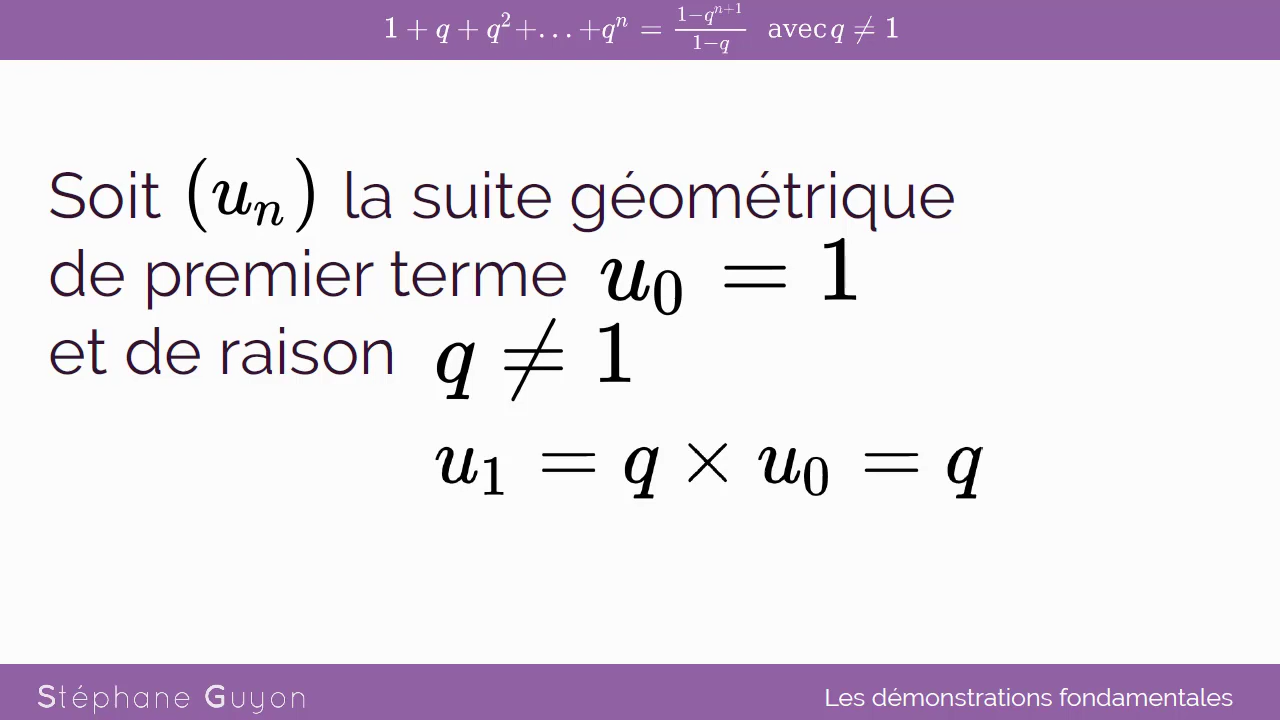 1 + q + q² + … + qⁿ = (1−qⁿ⁺¹)/(1−q) avec q ≠ 1
Soit (uₙ) la suite géométrique
de premier terme u₀ = 1
et de raison q ≠ 1
u₁ = q × u₀ = q
Stéphane Guyon
Les démonstrations fondamentales